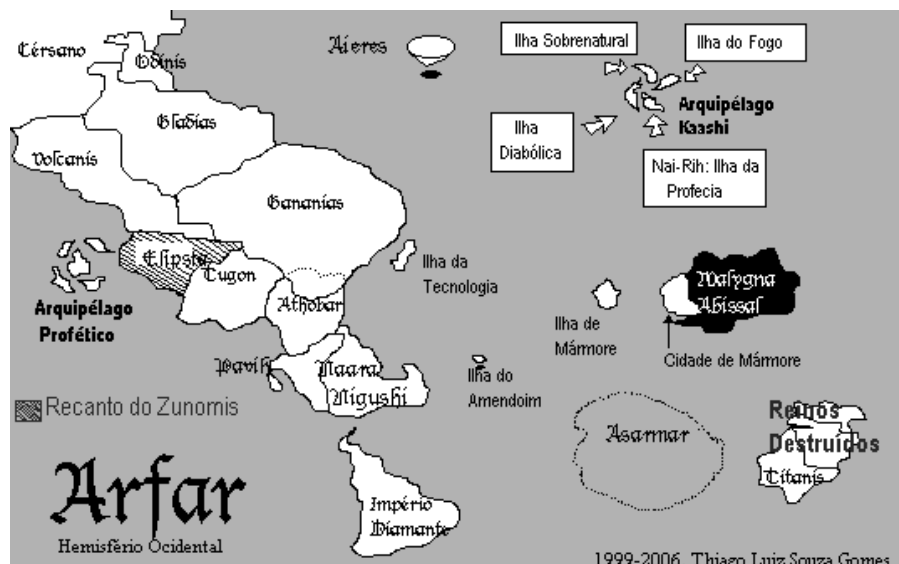 Cérsano
Odinis
Gladias
Volcanis
Aieres
Ilha Sobrenatural
Ilha do Fogo
Arquipélago
Kaashi
Ilha
Diabólica
Nai-Rih: Ilha da
Profecia
Gananias
Elipsia
Tugon
Athobar
Ilha da
Tecnologia
Arquipélago
Profético
Malygna
Abissal
Ilha de
Mármore
Cidade de Mármore
Pavih
Naara
Nigushi
Ilha do
Amendoim
Recanto do Zunomis
Asarmar
Reinos
Destruídos
Titanis
Arfar
Hemisfério Ocidental
Império
Diamante
1999-2006 Thiago Luiz Souza Gomes